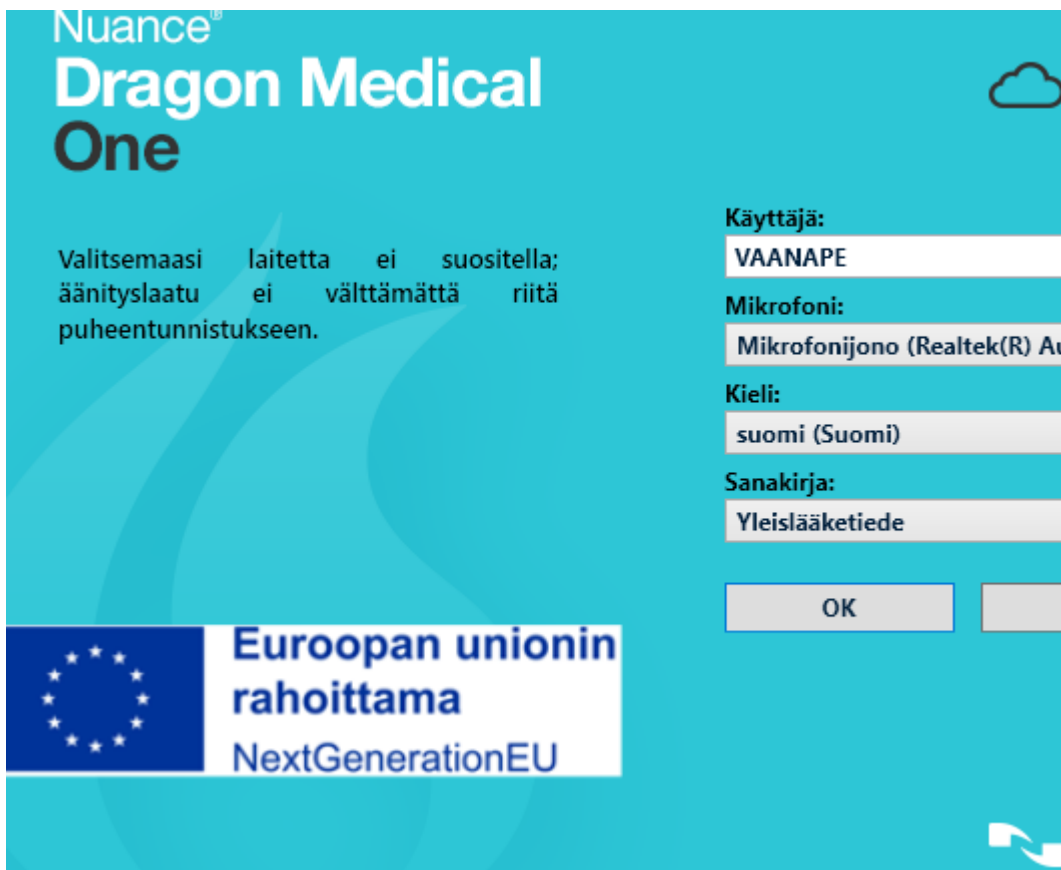 Nuance®
Dragon Medical
One
Valitsemaasi laitetta ei suositella;
äänityslaatu ei välttämättä riitä
puheentunnistukseen.
Käyttäjä:
VAANAPE
Mikrofoni:
Mikrofonijono (Realtek(R) Au
Kieli:
suomi (Suomi)
Sanakirja:
Yleislääketiede
OK
Euroopan unionin
rahoittama
NextGenerationEU